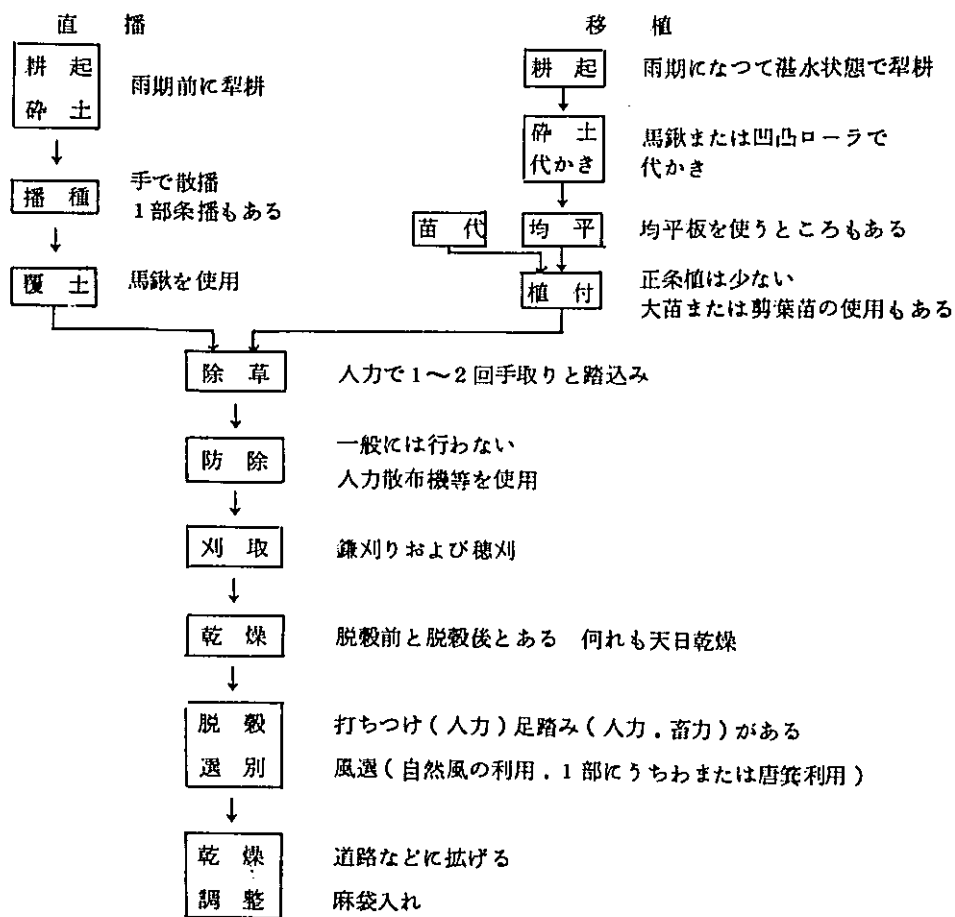 直 播
耕 起
砕 土
雨期前に犁耕
播 種
手で散播
1部条播もある
覆 土
馬鍬を使用
移 植
耕 起
雨期になつて湛水状態で犁耕
砕 土
代かき
馬鍬または凹凸ローラで
代かき
苗 代
均 平
均平板を使うところもある
植 付
正条植は少ない
大苗または剪葉苗の使用もある
除 草
人力で1〜2回手取りと踏込み
防 除
一般には行わない
人力散布機等を使用
刈 取
鎌刈りおよび穂刈
乾 燥
脱穀前と脱穀後とある 何れも天日乾燥
脱 穀
選 別
打ちつけ(人力)足踏み(人力.畜力)がある
風選(自然風の利用.1部にうちわまたは唐箕利用)
乾 燥
調 整
道路などに拡げる
麻袋入れ